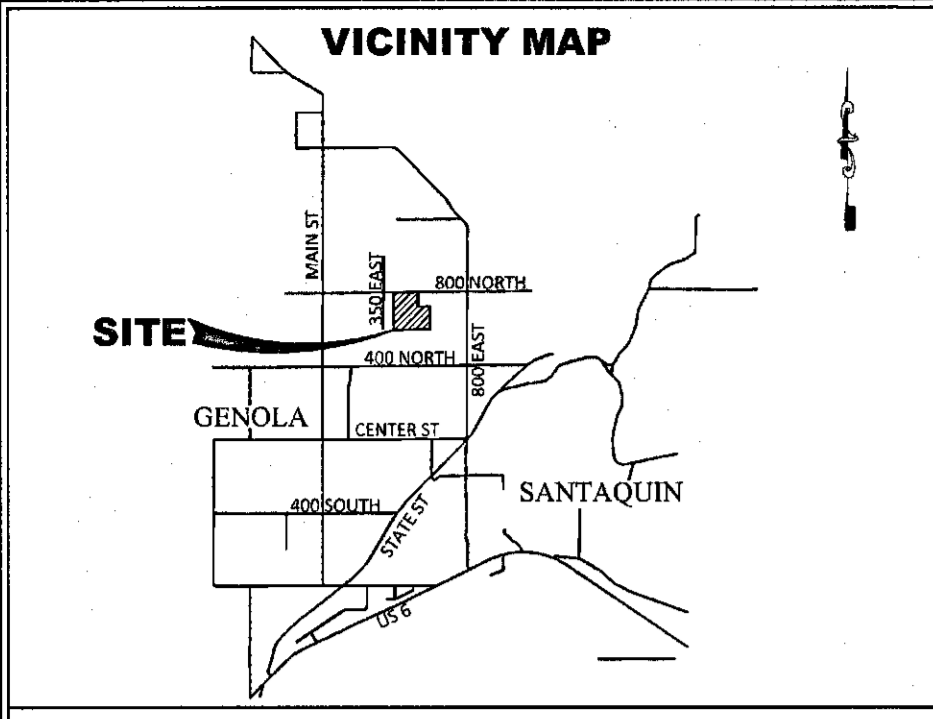 VICINITY MAP
MAIN ST
350 EAST
800 NORTH
SITE
400 NORTH
800 EAST
GENOLA
CENTER ST
SANTAQUIN
400 SOUTH
STATE ST
US 6